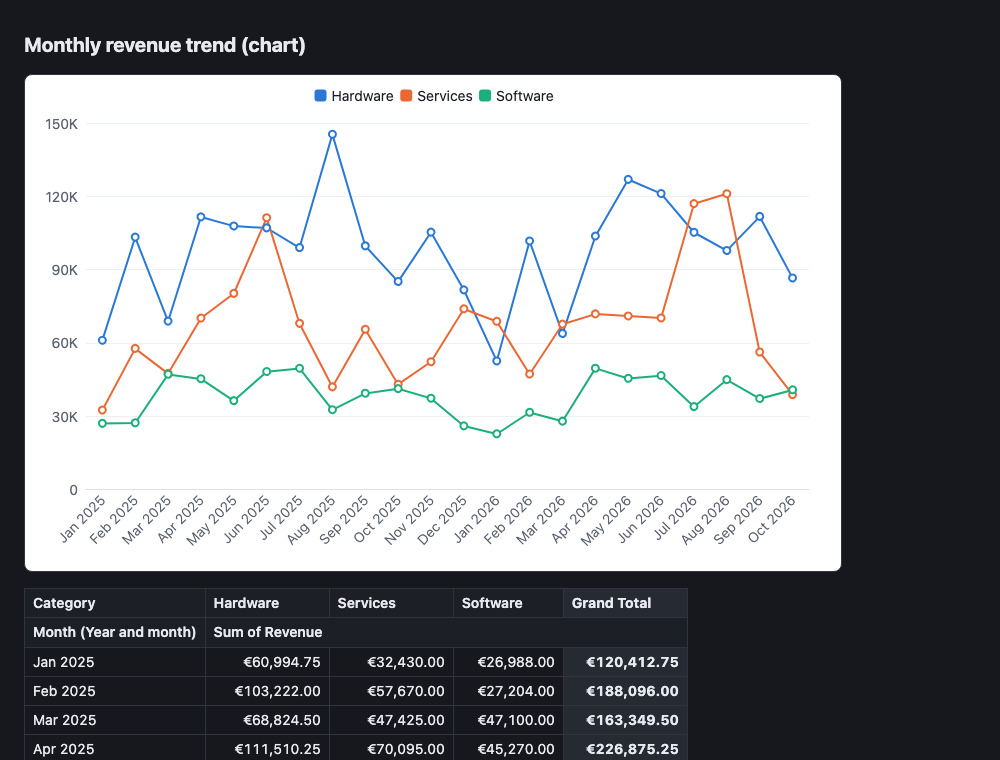 Monthly revenue trend (chart)
Hardware Services Software
150K
120K
90K
60K
30K
0
Jan 2025 Feb 2025 Mar 2025 Apr 2025 May 2025 Jun 2025 Jul 2025 Aug 2025 Sep 2025 Oct 2025 Nov 2025 Dec 2025 Jan 2026 Feb 2026 Mar 2026 Apr 2026 May 2026 Jun 2026 Jul 2026 Aug 2026 Sep 2026 Oct 2026
Category Hardware Services Software Grand Total
Month (Year and month) Sum of Revenue
Jan 2025 €60,994.75 €32,430.00 €26,988.00 €120,412.75
Feb 2025 €103,222.00 €57,670.00 €27,204.00 €188,096.00
Mar 2025 €68,824.50 €47,425.00 €47,100.00 €163,349.50
Apr 2025 €111,510.25 €70,095.00 €45,270.00 €226,875.25